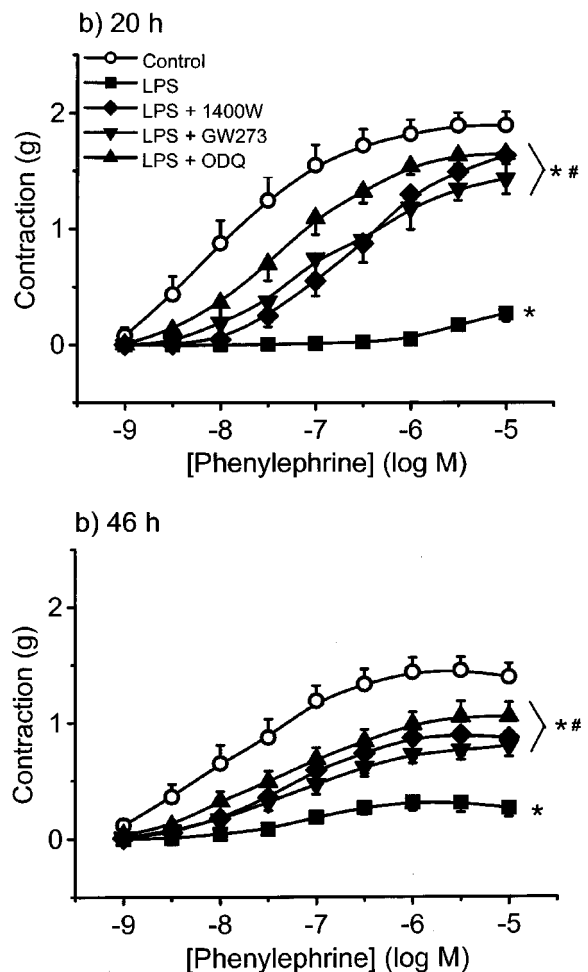 b) 20 h
Control
LPS
LPS + 1400W
LPS + GW273
LPS + ODQ
2
1
0
* #
*
Contraction (g)
-9 -8 -7 -6 -5
[Phenylephrine] (log M)
b) 46 h
2
1
0
* #
*
Contraction (g)
-9 -8 -7 -6 -5
[Phenylephrine] (log M)